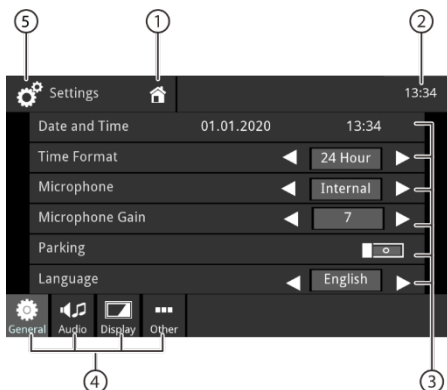 5 1 2
Settings 13:34
Date and Time 01.01.2020 13:34
Time Format 24 Hour
Microphone Internal
Microphone Gain 7
Parking
Language English
General Audio Display Other
4 3